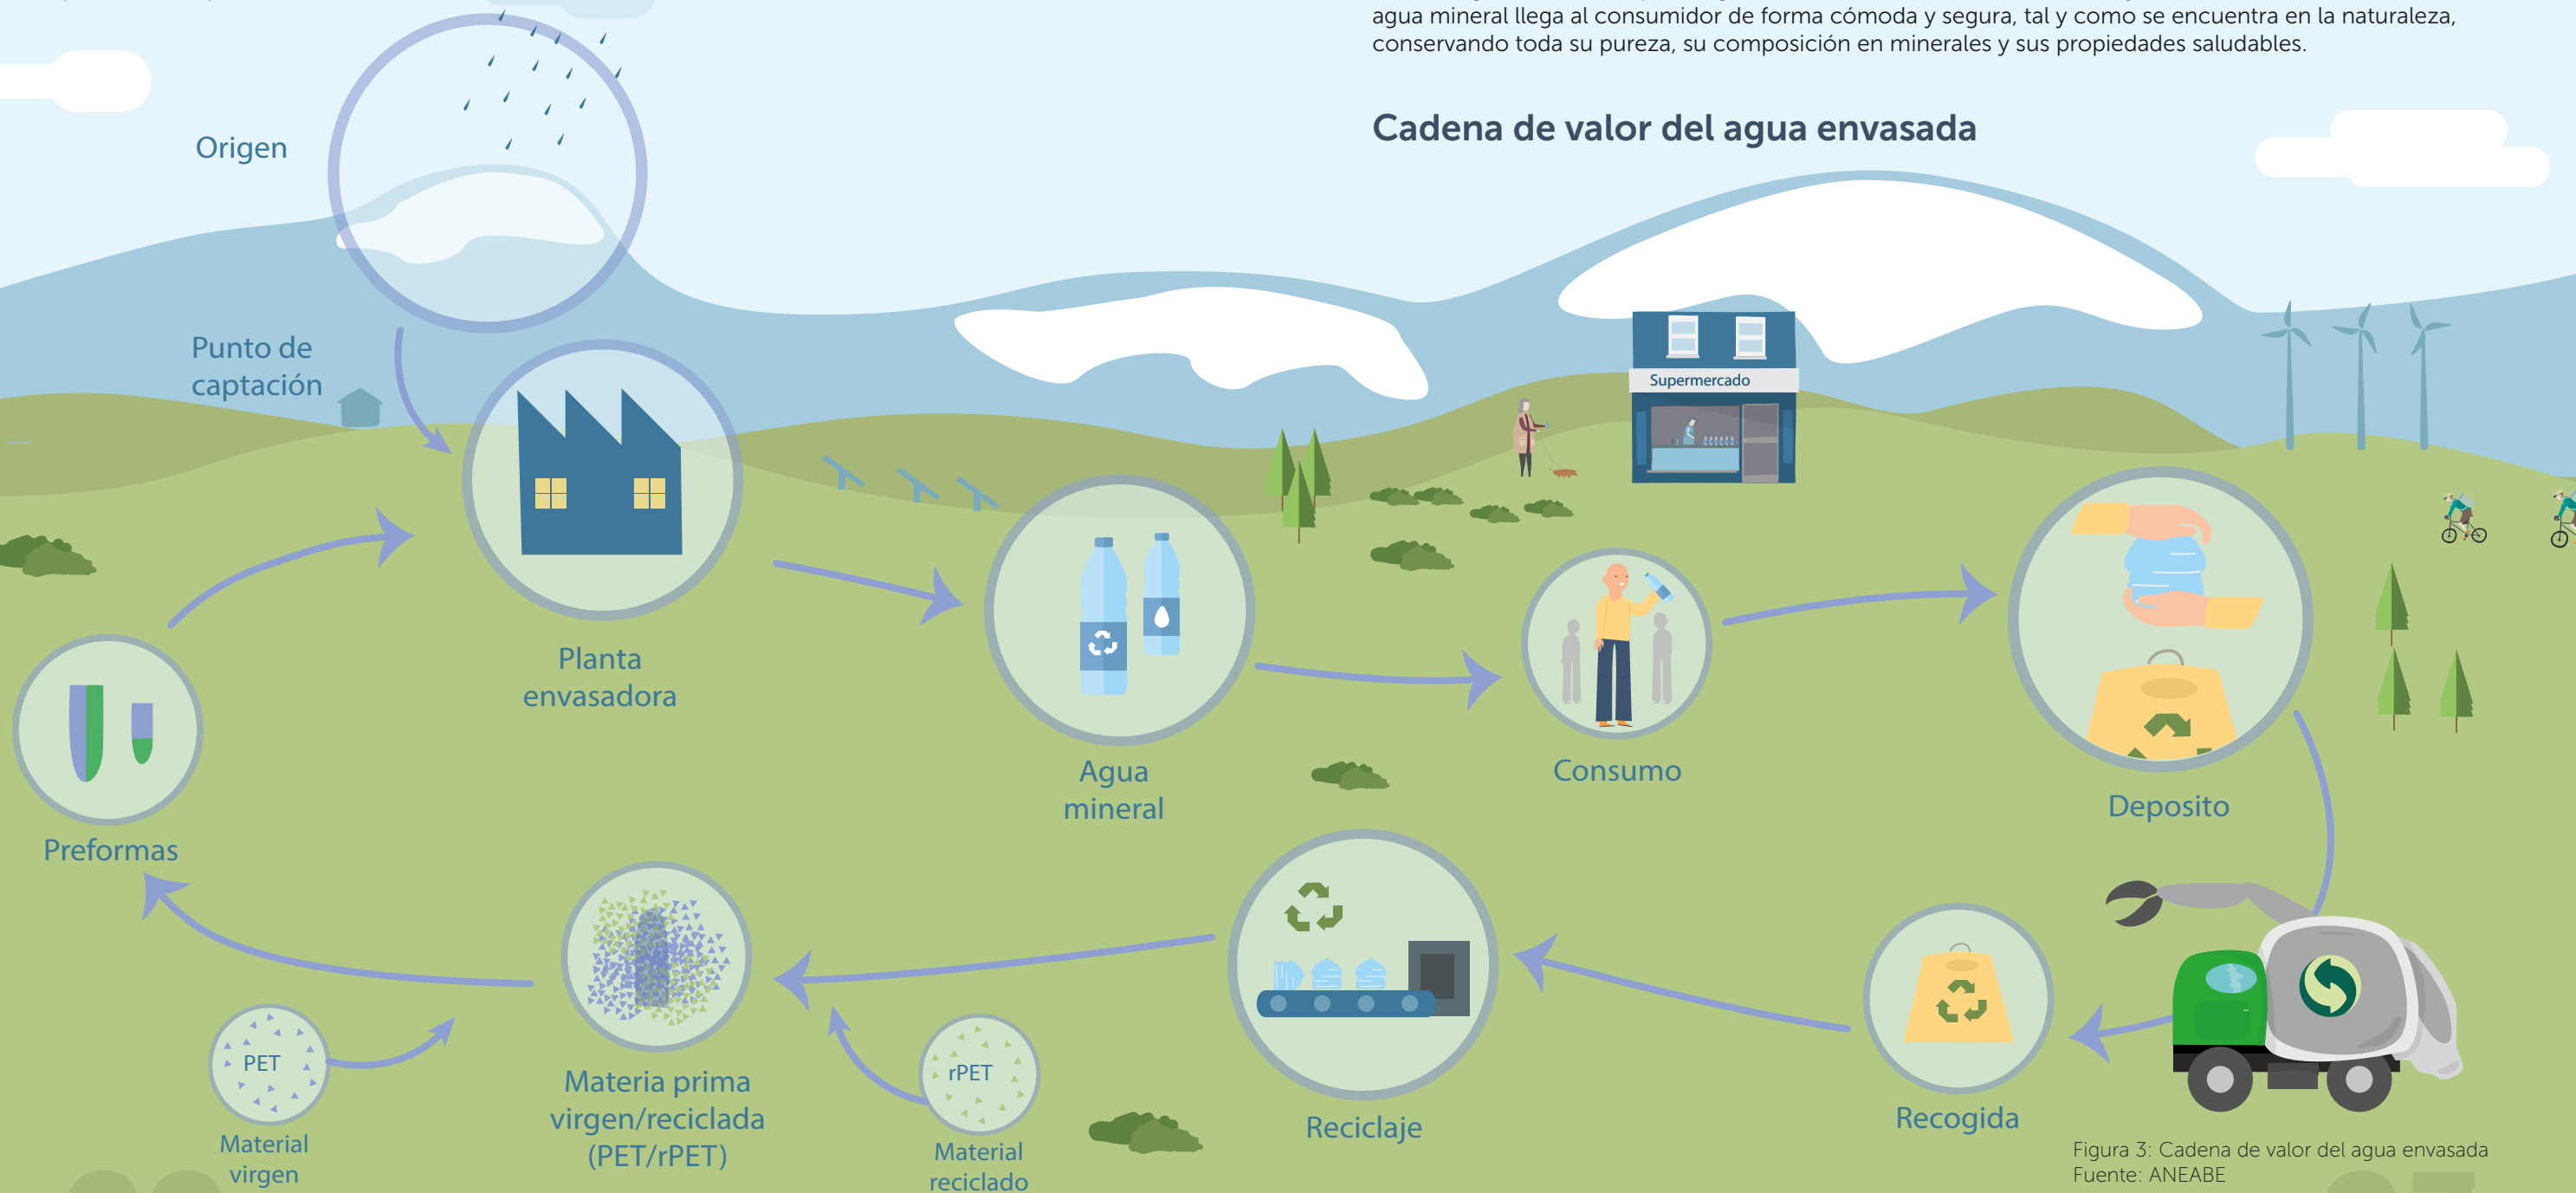 agua mineral llega al consumidor de forma cómoda y segura, tal y como se encuentra en la naturaleza,
conservando toda su pureza, su composición en minerales y sus propiedades saludables.
Cadena de valor del agua envasada
Origen
Punto de
captación
Supermercado
Planta
envasadora
Agua
mineral
Consumo
Deposito
Preformas
PET
Material
virgen
Materia prima
virgen/reciclada
(PET/rPET)
rPET
Material
reciclado
Reciclaje
Recogida
Figura 3: Cadena de valor del agua envasada
Fuente: ANEABE